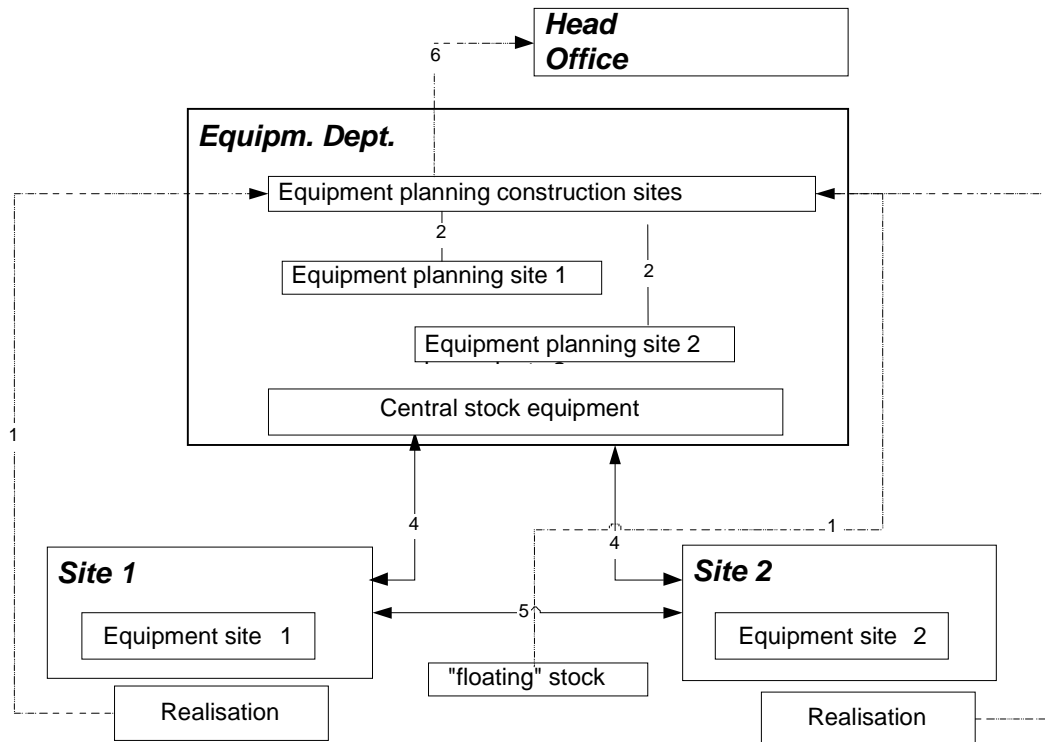 Head
Office
6
Equipm. Dept.
Equipment planning construction sites
2
Equipment planning site 1
2
Equipment planning site 2
Central stock equipment
1
4
1
4
Site 1
Site 2
5
Equipment site 1
Equipment site 2
"floating" stock
Realisation
Realisation